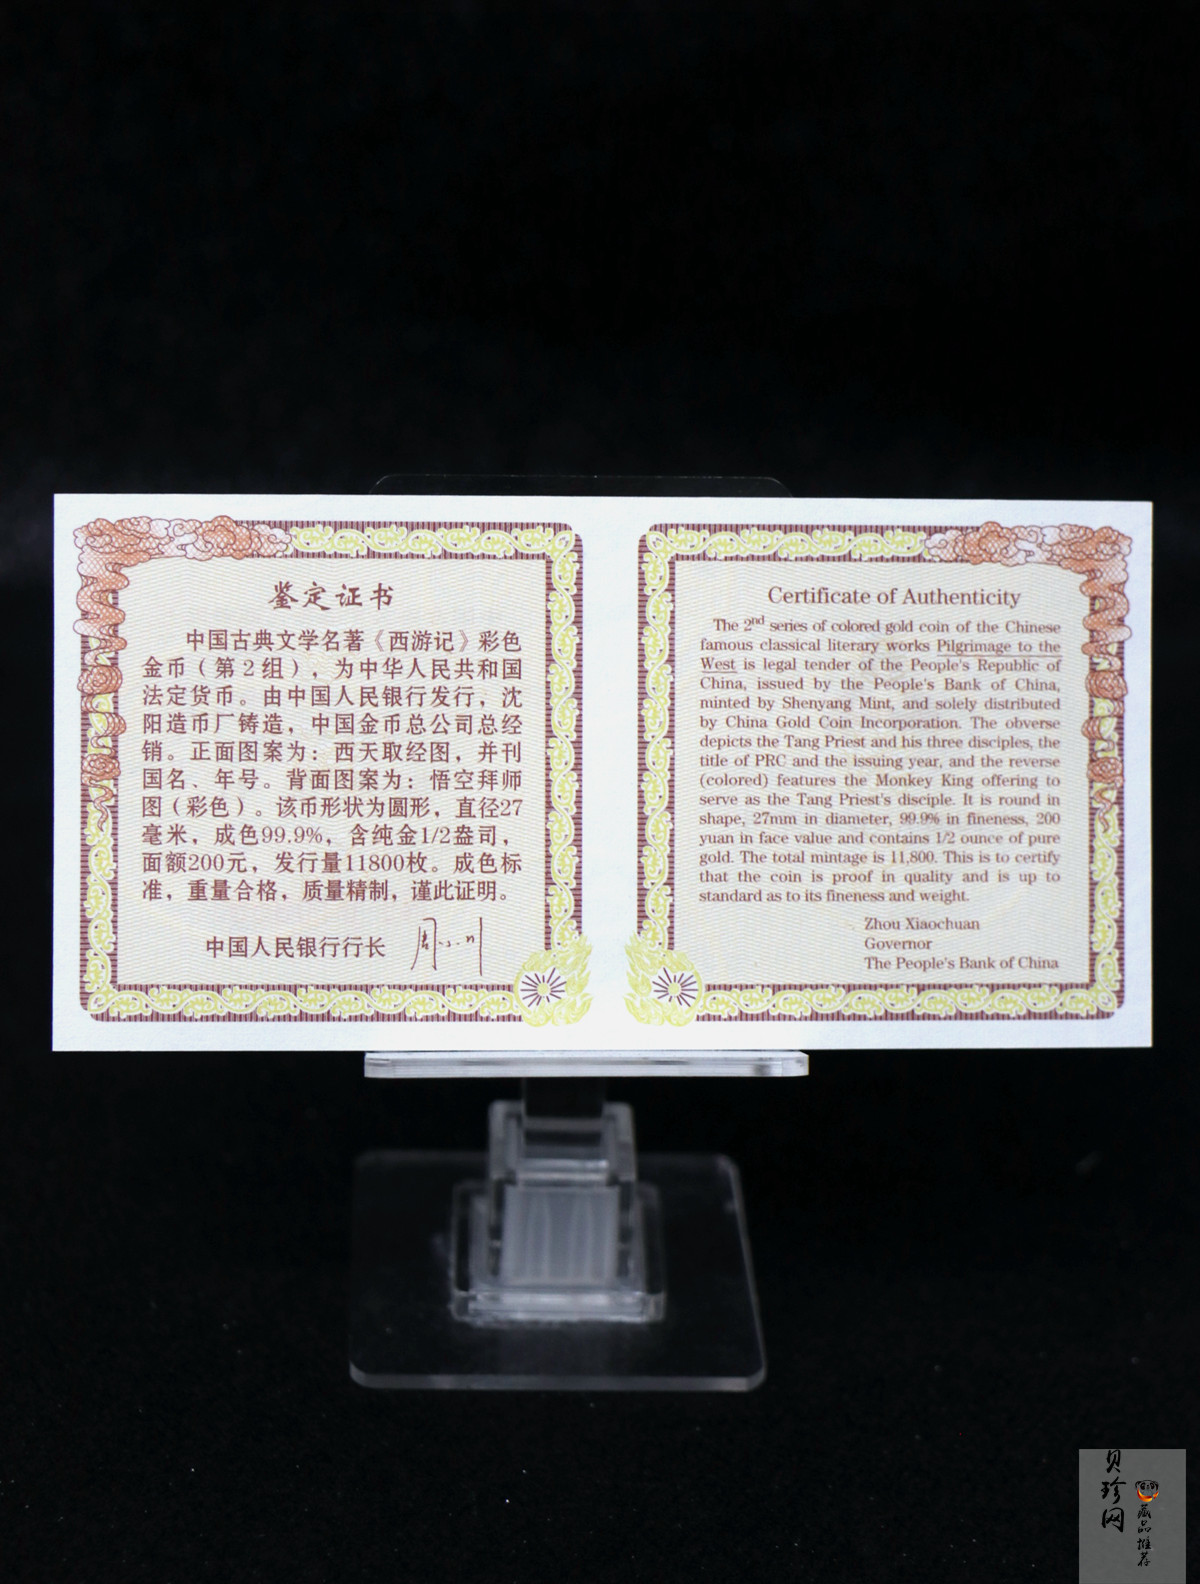 鉴定证书
中国古典文学名著《西游记》彩色
金币（第2组），为中华人民共和国
法定货币。由中国人民银行发行，沈
阳造币厂铸造，中国金币总公司总经
销。正面图案为：西天取经图，并刊
国名、年号。背面图案为：悟空拜师
图（彩色）。该币形状为圆形，直径27
毫米，成色99.9%，含纯金1/2盎司，
面额200元，发行量11800枚。成色标
准，重量合格，质量精制，谨此证明。
中国人民银行行长 周小川
Certificate of Authenticity
The 2nd series of colored gold coin of the Chinese
famous classical literary works Pilgrimage to the
West is legal tender of the People's Republic of
China, issued by the People's Bank of China,
minted by Shenyang Mint, and solely distributed
by China Gold Coin Incorporation. The obverse
depicts the Tang Priest and his three disciples, the
title of PRC and the issuing year, and the reverse
(colored) features the Monkey King offering to
serve as the Tang Priest's disciple. It is round in
shape, 27mm in diameter, 99.9% in fineness, 200
yuan in face value and contains 1/2 ounce of pure
gold. The total mintage is 11,800. This is to certify
that the coin is proof in quality and is up to
standard as to its fineness and weight.
Zhou Xiaochuan
Governor
The People's Bank of China
贝珍网
藏品推荐